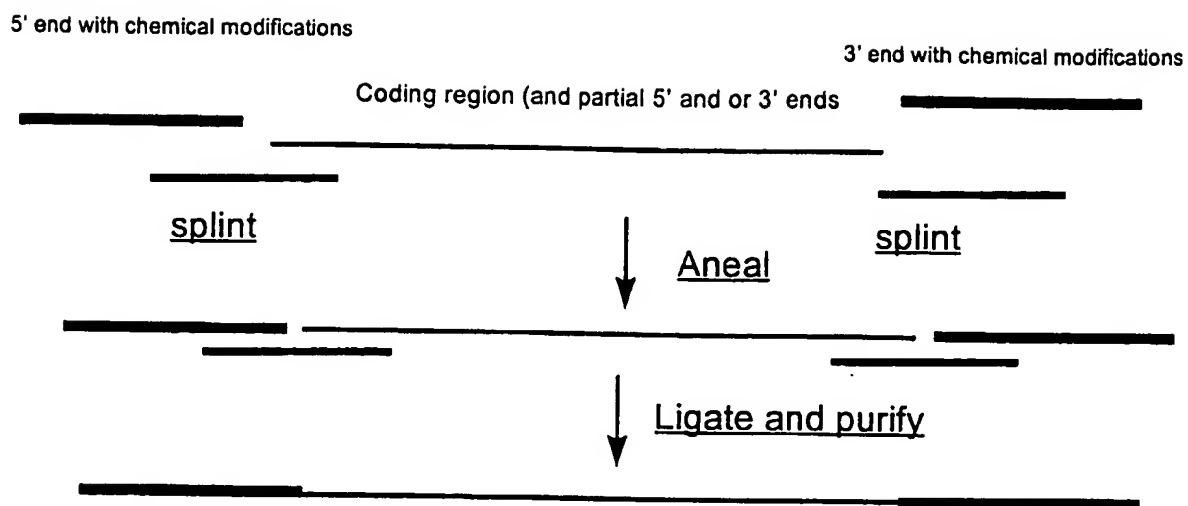 5' end with chemical modifications
3' end with chemical modifications
Coding region (and partial 5' and or 3' ends
splint
splint
Aneal
Ligate and purify